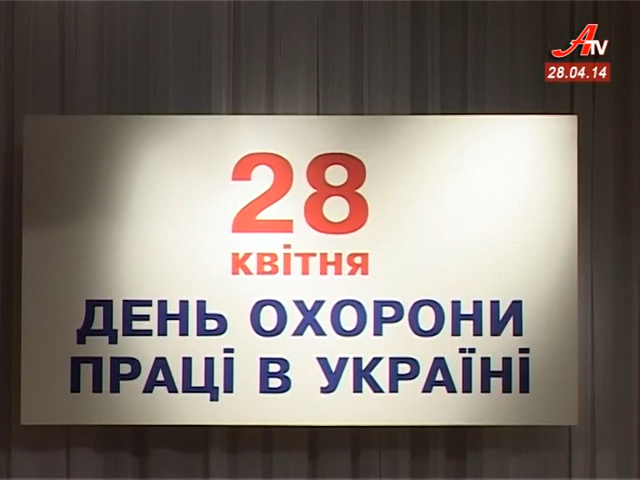 ATV
28.04.14
28
КВІТНЯ
ДЕНЬ ОХОРОНИ
ПРАЦІ В УКРАЇНІ